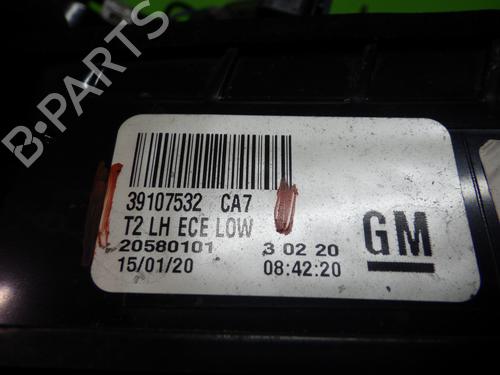 B-PARTS
39107532 CA7
T2 LH ECE LOW
20580101 3 02 20
15/01/20 08:42:20
GM